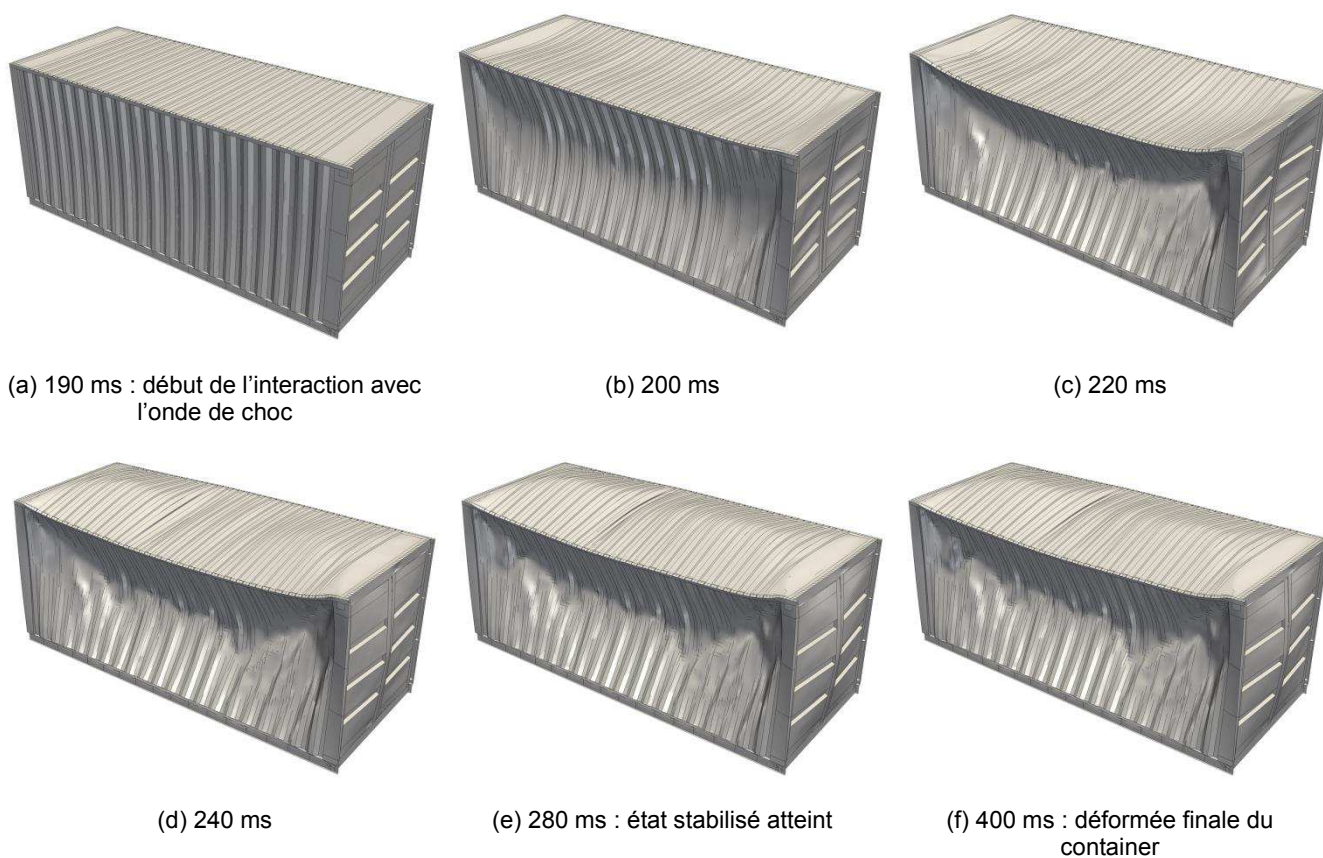 (a) 190 ms : début de l’interaction avec
l’onde de choc
(b) 200 ms
(c) 220 ms
(d) 240 ms
(e) 280 ms : état stabilisé atteint
(f) 400 ms : déformée finale du
container